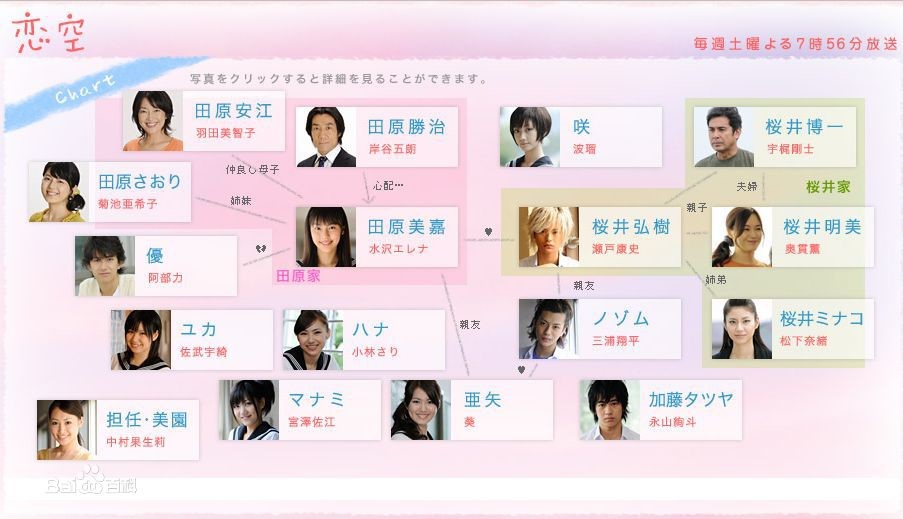 恋空
毎週土曜よる7時56分放送
Chart
写真をクリックすると詳細を見ることができます。
田原安江
羽田美智子
田原勝治
岸谷五朗
咲
波瑠
桜井博一
宇梶剛士
仲良し母子
心配…
夫婦
桜井家
田原さおり
菊池亜希子
姉妹
田原美嘉
水沢エレナ
親子
桜井弘樹
瀬戸康史
桜井明美
奥貫薫
優
阿部力
田原家
親友
姉弟
ユカ
佐武宇綺
ハナ
小林さり
親友
ノゾム
三浦翔平
桜井ミナコ
松下奈緒
担任・美園
中村果生莉
マナミ
宮澤佐江
亜矢
葵
加藤タツヤ
永山絢斗
Bai百科